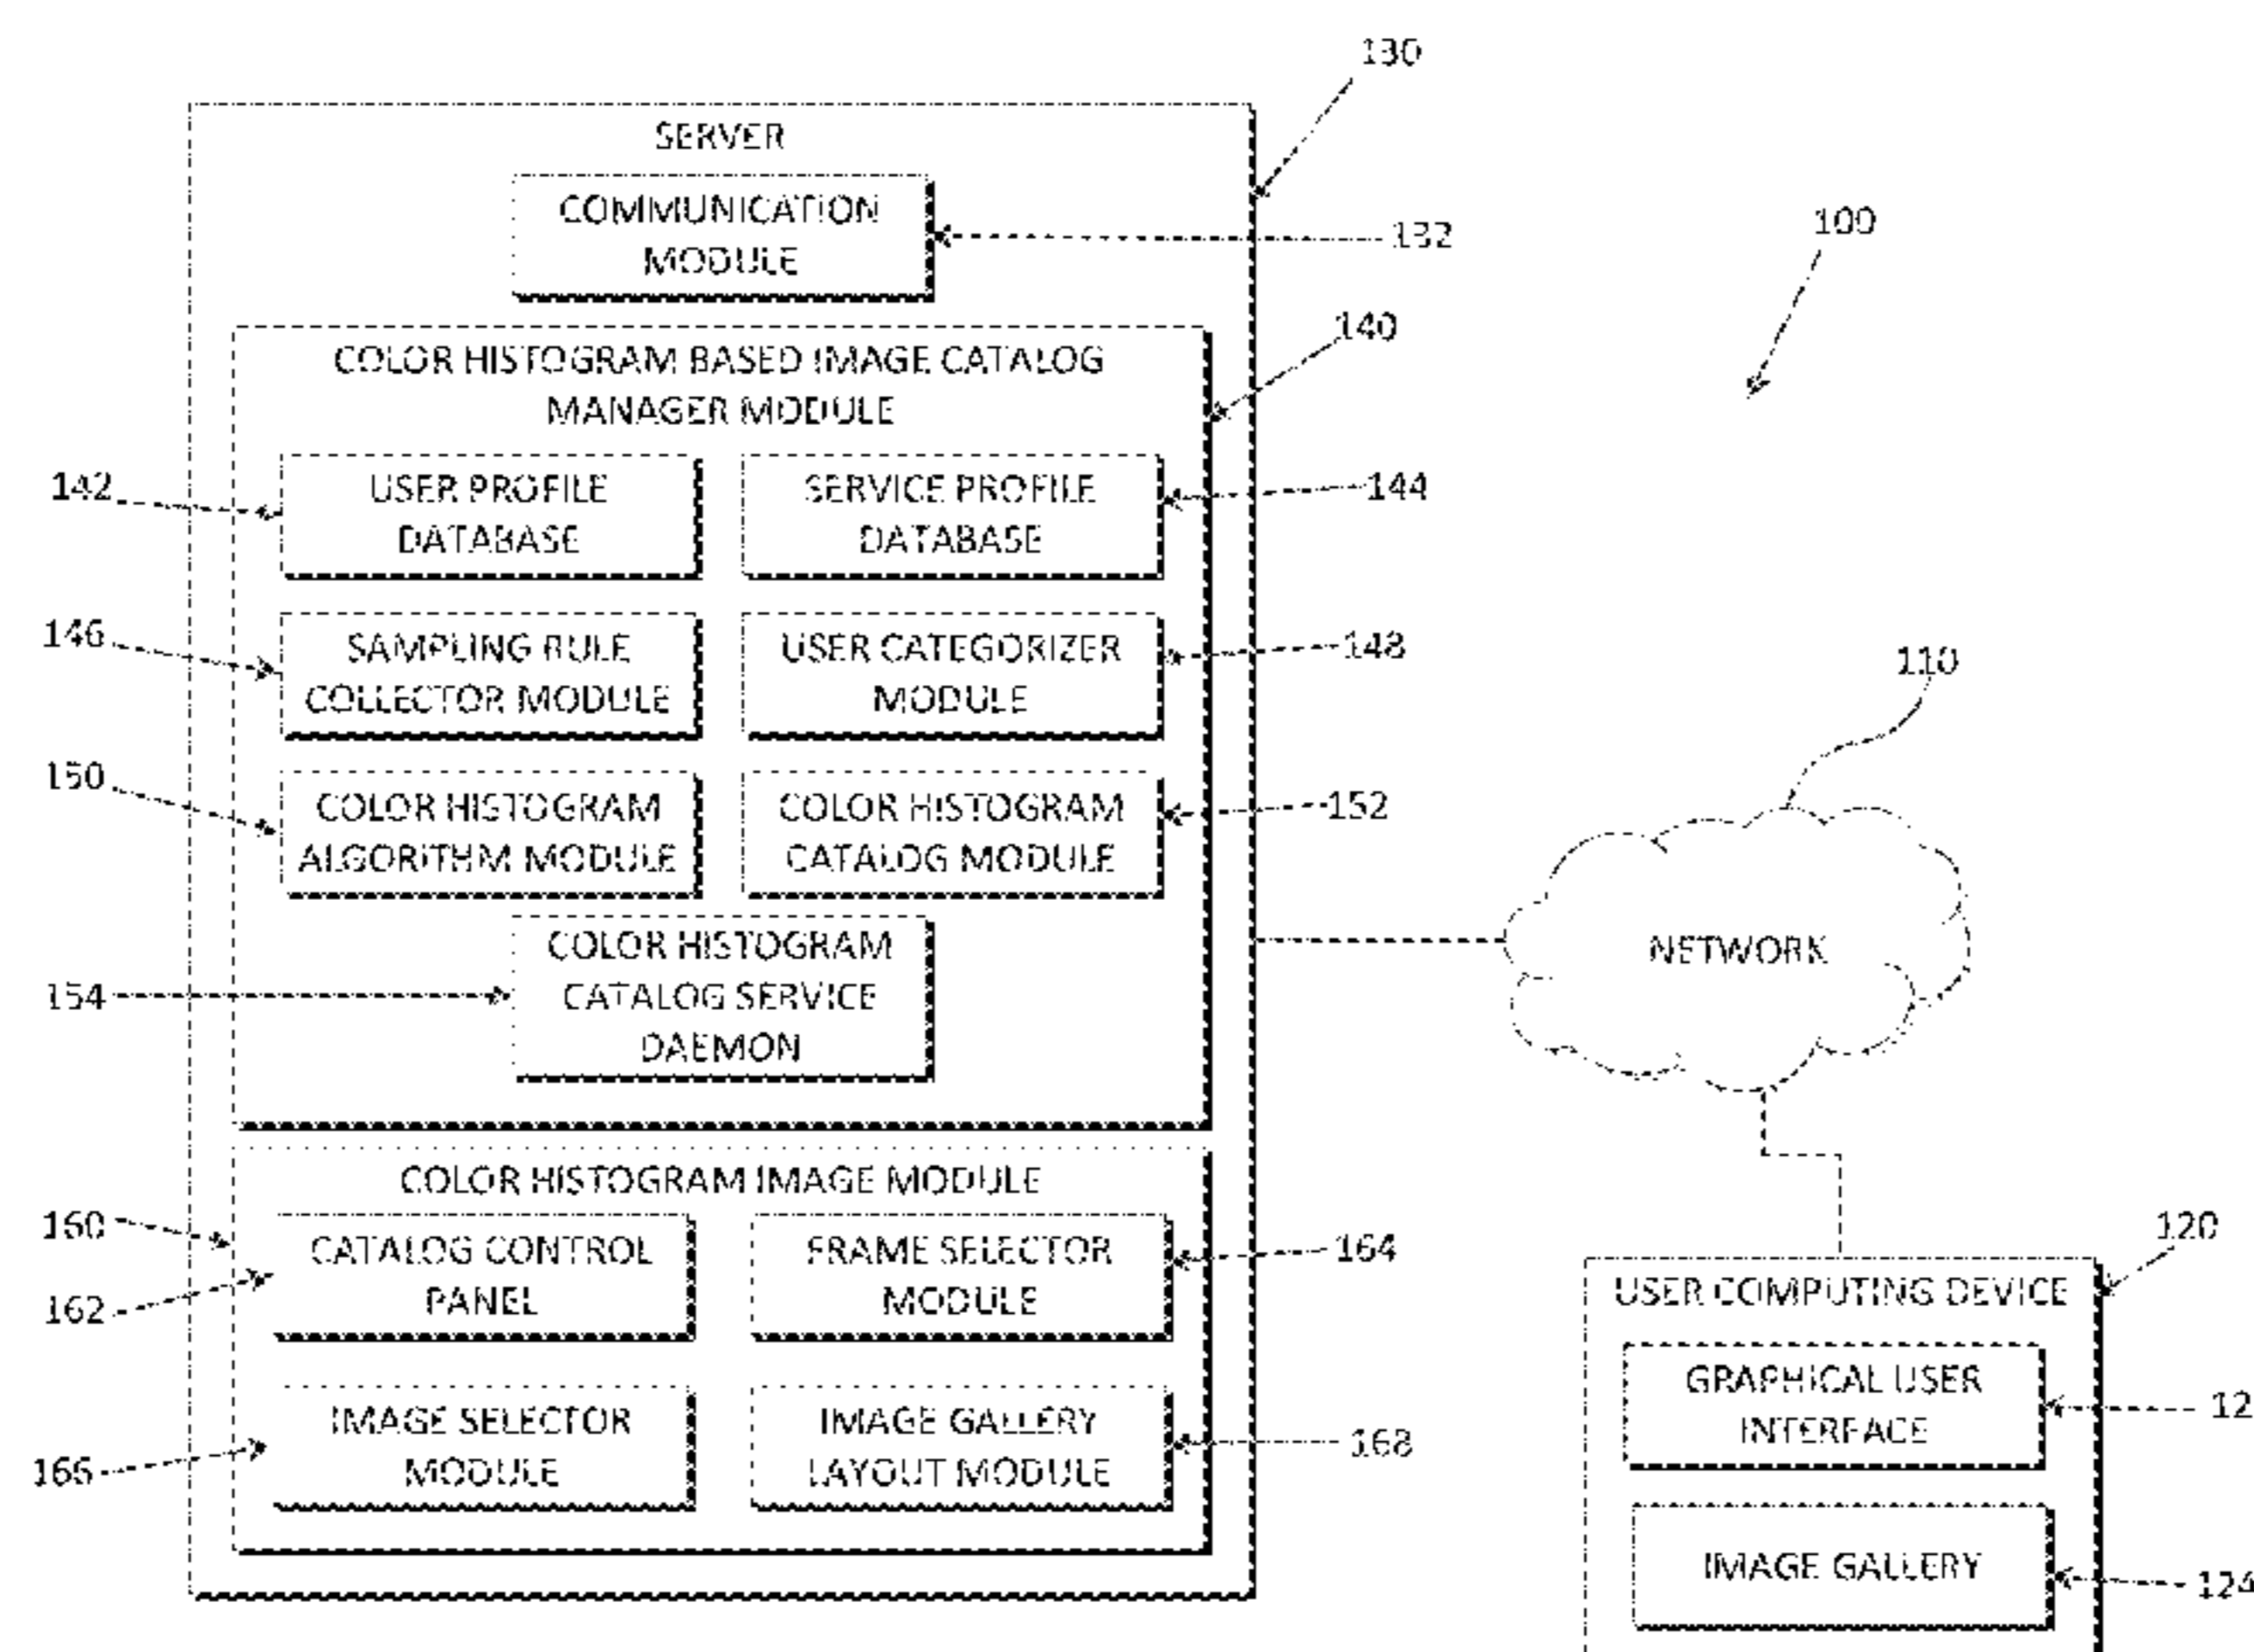 130
SERVER
COMMUNICATION
MODULE
132
100
140
COLOR HISTOGRAM BASED IMAGE CATALOG
MANAGER MODULE
142
USER PROFILE
DATABASE
SERVICE PROFILE
DATABASE
144
146
SAMPLING RULE
COLLECTOR MODULE
USER CATEGORIZER
MODULE
148
110
150
COLOR HISTOGRAM
ALGORITHM MODULE
COLOR HISTOGRAM
CATALOG MODULE
152
NETWORK
154
COLOR HISTOGRAM
CATALOG SERVICE
DAEMON
COLOR HISTOGRAM IMAGE MODULE
160
162
CATALOG CONTROL
PANEL
FRAME SELECTOR
MODULE
164
166
IMAGE SELECTOR
MODULE
IMAGE GALLERY
LAYOUT MODULE
168
120
USER COMPUTING DEVICE
GRAPHICAL USER
INTERFACE
12
IMAGE GALLERY
124